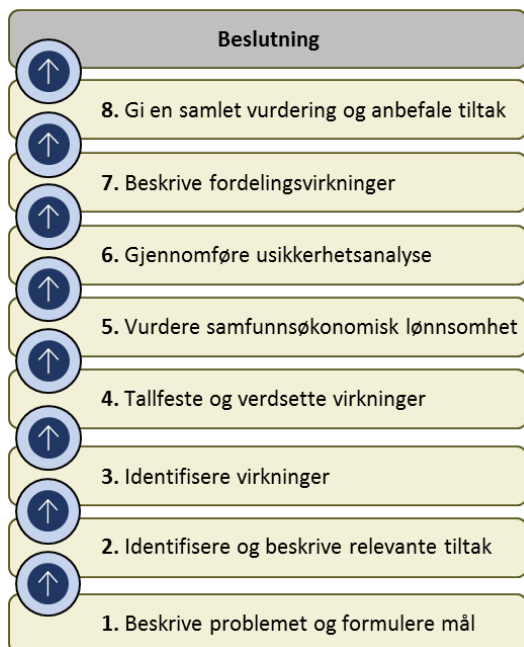 Beslutning
8. Gi en samlet vurdering og anbefale tiltak
7. Beskrive fordelingsvirkninger
6. Gjennomføre usikkerhetsanalyse
5. Vurdere samfunnsøkonomisk lønnsomhet
4. Tallfeste og verdsette virkninger
3. Identifisere virkninger
2. Identifisere og beskrive relevante tiltak
1. Beskrive problemet og formulere mål